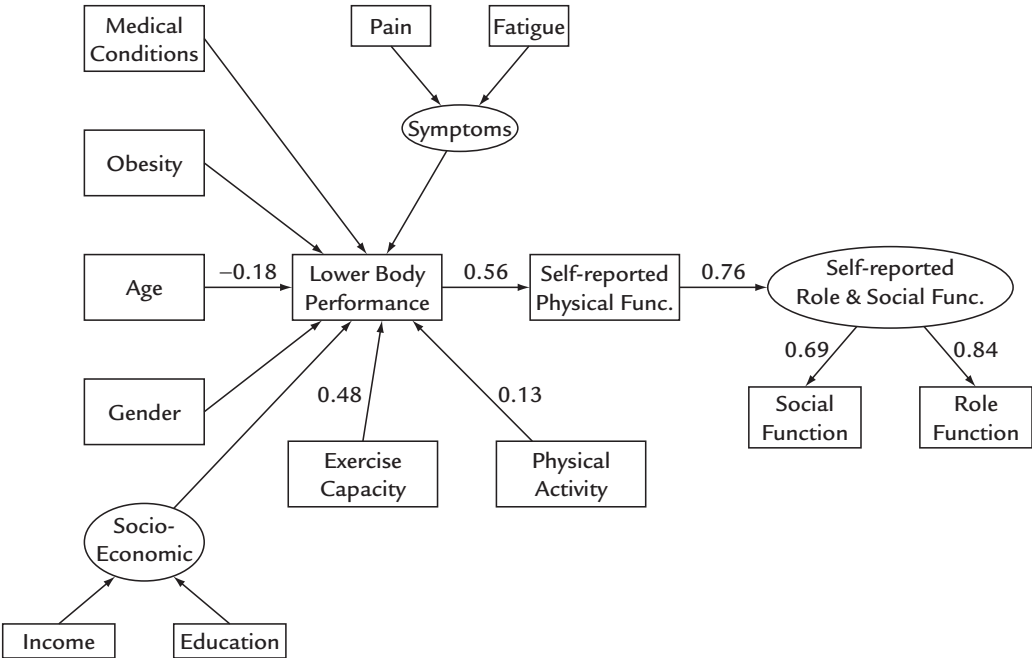 Medical
Conditions
Pain
Fatigue
Symptoms
Obesity
Age
−0.18
Lower Body
Performance
0.56
Self-reported
Physical Func.
0.76
Self-reported
Role & Social Func.
0.69
0.84
Social
Function
Role
Function
Gender
0.48
0.13
Exercise
Capacity
Physical
Activity
Socio-
Economic
Income
Education